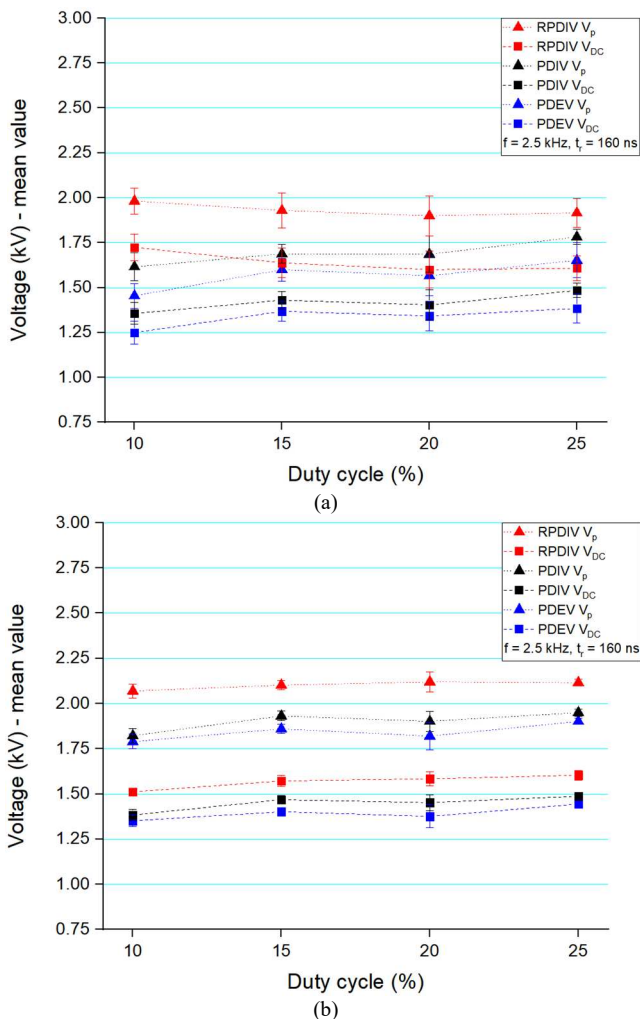 3.00
2.75
2.50
2.25
2.00
1.75
1.50
1.25
1.00
0.75
Voltage (kV) - mean value
RPDIV Vp
RPDIV VDC
PDIV Vp
PDIV VDC
PDEV Vp
PDEV VDC
f = 2.5 kHz, tr = 160 ns
10 15 20 25
Duty cycle (%)
(a)
3.00
2.75
2.50
2.25
2.00
1.75
1.50
1.25
1.00
0.75
Voltage (kV) - mean value
RPDIV Vp
RPDIV VDC
PDIV Vp
PDIV VDC
PDEV Vp
PDEV VDC
f = 2.5 kHz, tr = 160 ns
10 15 20 25
Duty cycle (%)
(b)